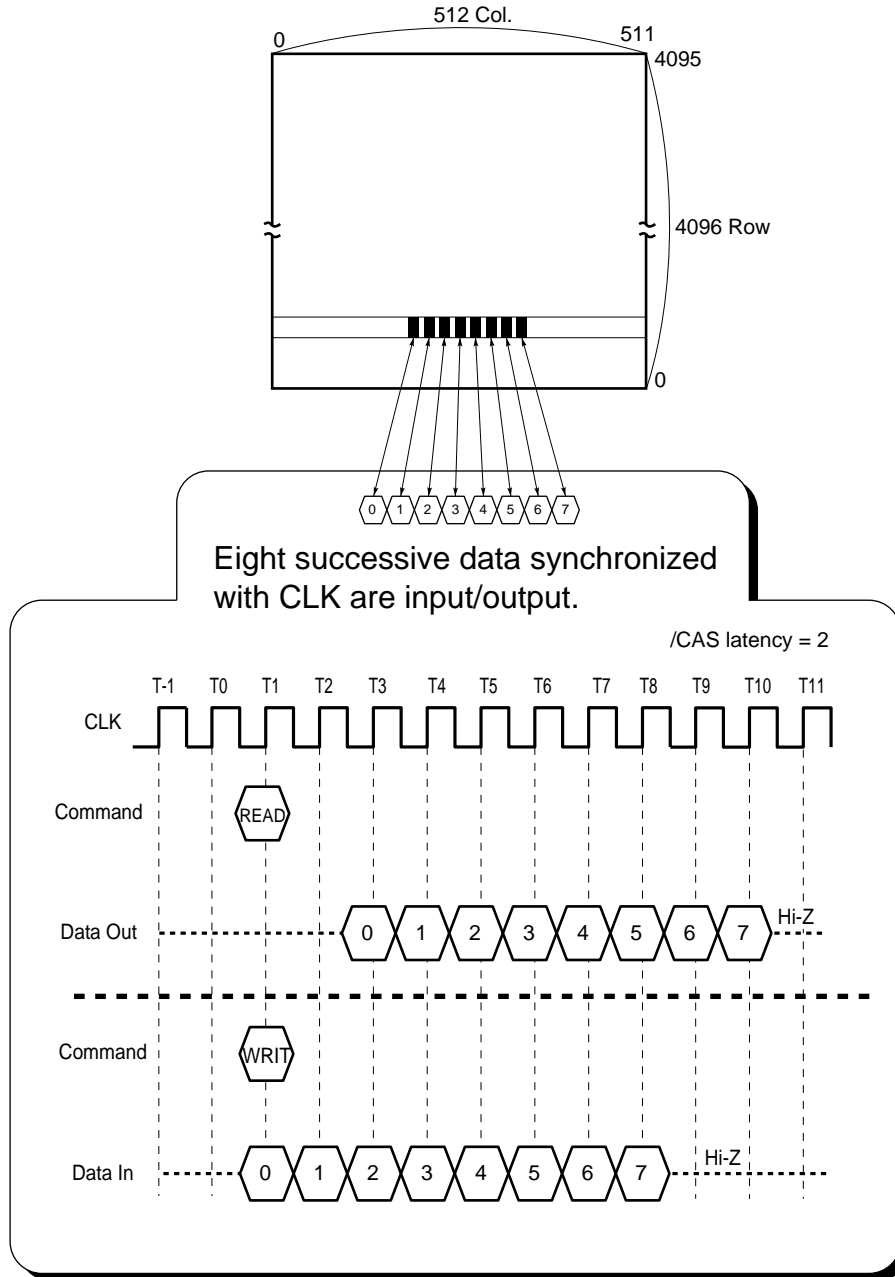 512 Col.
0 511
4095
4096 Row
0
0 1 2 3 4 5 6 7
Eight successive data synchronized
with CLK are input/output.
/CAS latency = 2
T-1 T0 T1 T2 T3 T4 T5 T6 T7 T8 T9 T10 T11
CLK
Command READ
Data Out 0 1 2 3 4 5 6 7 Hi-Z
Command WRIT
Data In 0 1 2 3 4 5 6 7 Hi-Z